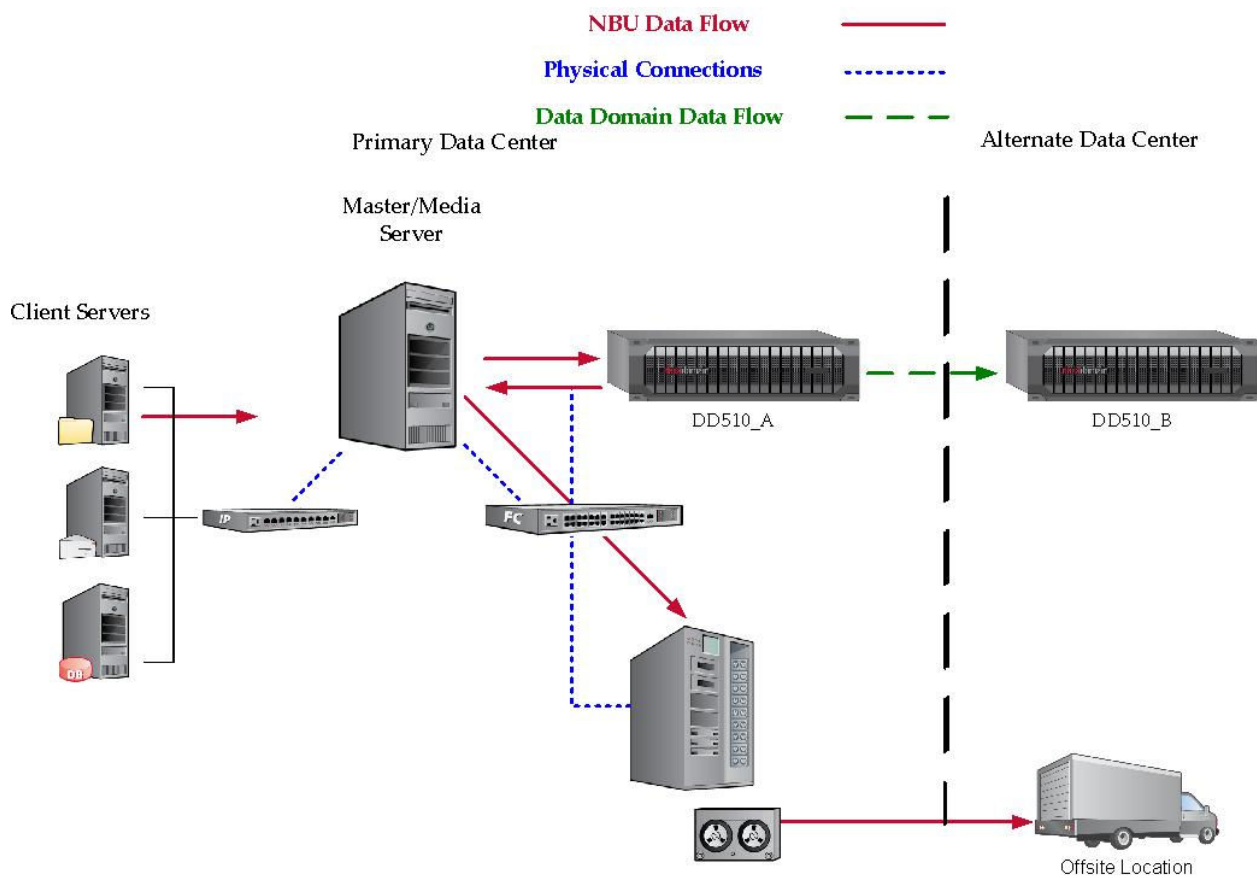 NBU Data Flow
Physical Connections
Data Domain Data Flow
Primary Data Center
Alternate Data Center
Master/Media
Server
Client Servers
DD510_A
DD510_B
IP
FC
DB
Offsite Location